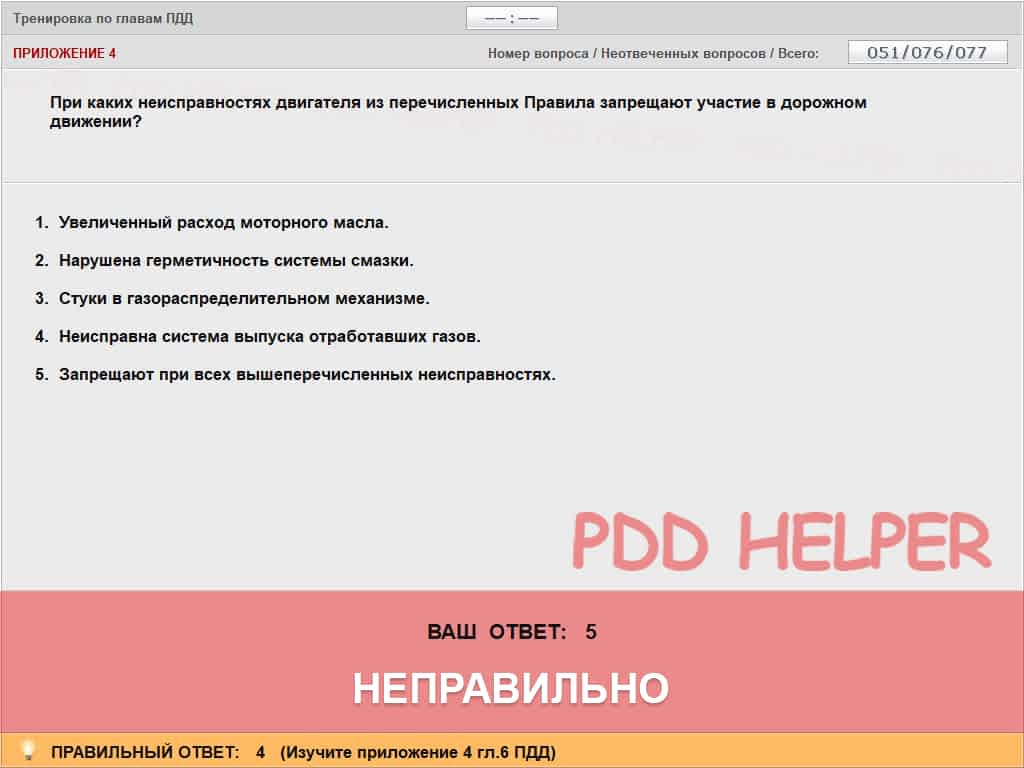 Тренировка по главам ПДД
−− : −−
ПРИЛОЖЕНИЕ 4
Номер вопроса / Неотвеченных вопросов / Всего:
051/076/077
При каких неисправностях двигателя из перечисленных Правила запрещают участие в дорожном
движении?
1. Увеличенный расход моторного масла.
2. Нарушена герметичность системы смазки.
3. Стуки в газораспределительном механизме.
4. Неисправна система выпуска отработавших газов.
5. Запрещают при всех вышеперечисленных неисправностях.
PDD HELPER
ВАШ ОТВЕТ: 5
НЕПРАВИЛЬНО
ПРАВИЛЬНЫЙ ОТВЕТ: 4 (Изучите приложение 4 гл.6 ПДД)